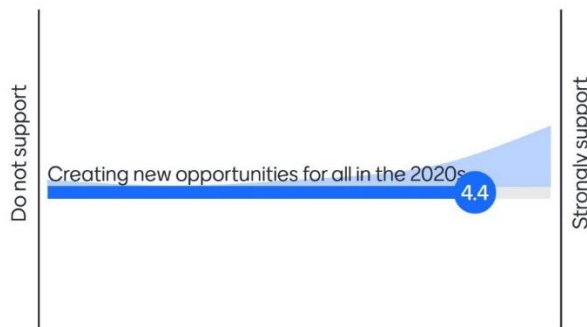 Do not support
Creating new opportunities for all in the 2020s
4.4
Strongly support